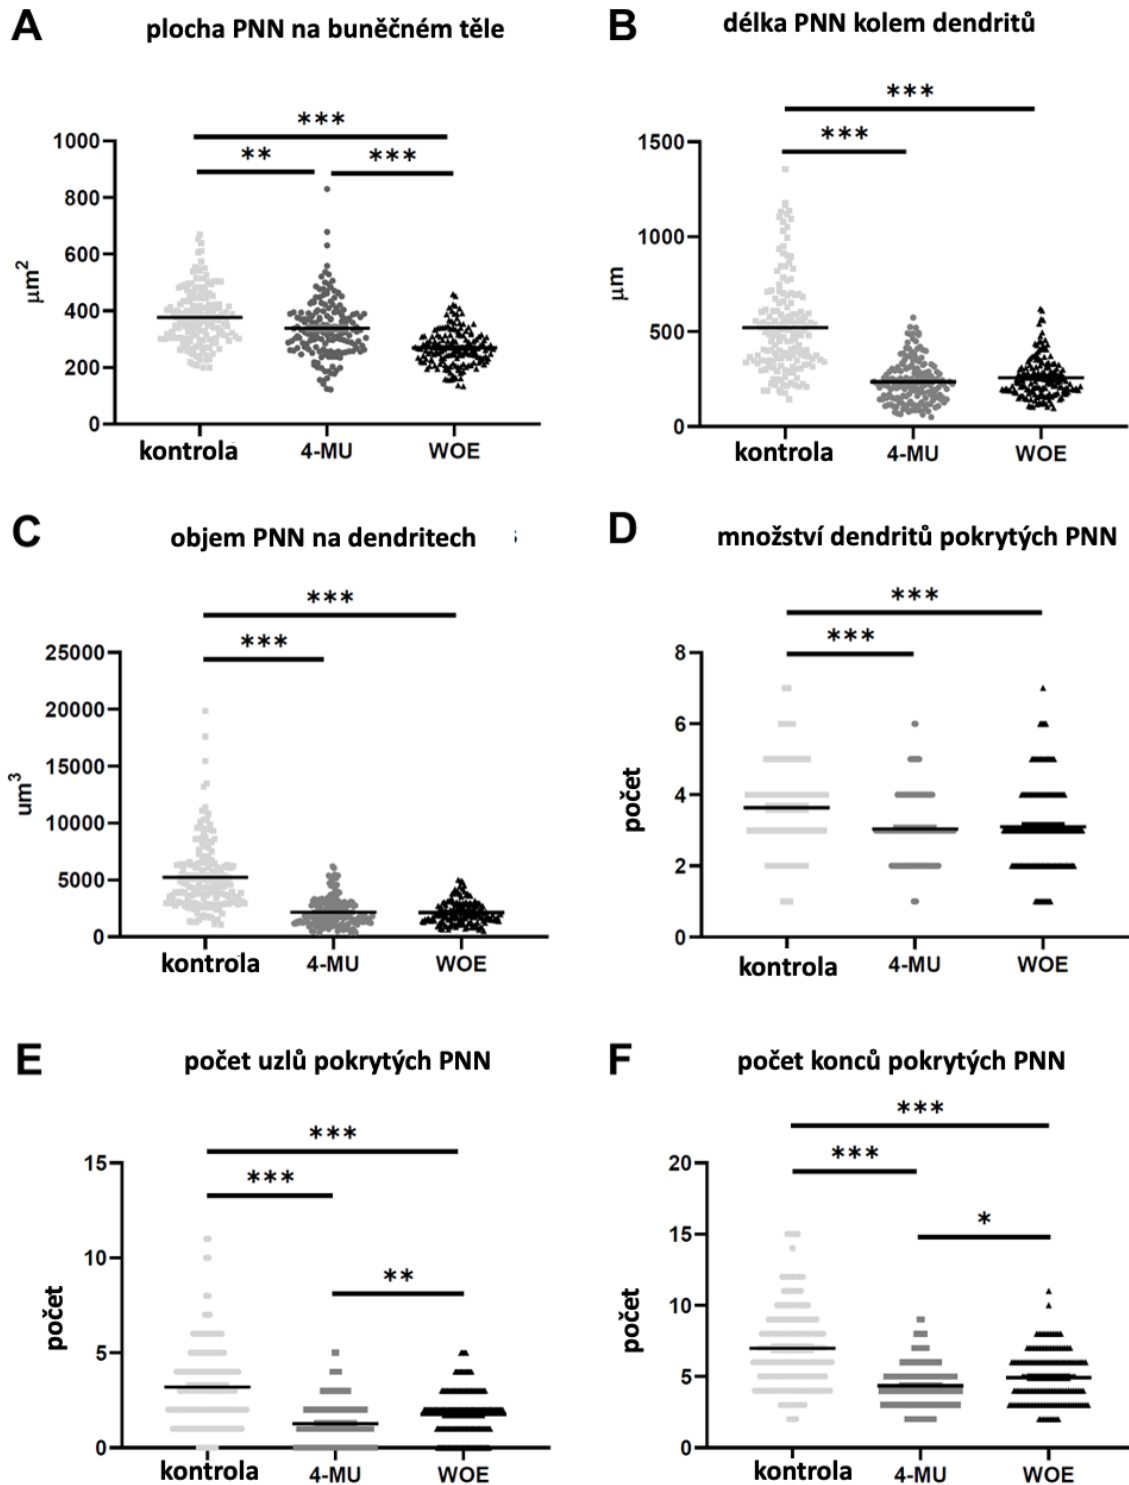 A
plocha PNN na buněčném těle
***
**
***
1000
800
600
400
200
0
μm²
kontrola
4-MU
WOE
B
délka PNN kolem dendritů
***
***
1500
1000
500
0
μm
kontrola
4-MU
WOE
C
objem PNN na dendritech
***
***
25000
20000
15000
10000
5000
0
um³
kontrola
4-MU
WOE
D
množství dendritů pokrytých PNN
***
***
8
6
4
2
0
počet
kontrola
4-MU
WOE
E
počet uzlů pokrytých PNN
***
***
**
15
10
5
0
počet
kontrola
4-MU
WOE
F
počet konců pokrytých PNN
***
***
*
20
15
10
5
0
počet
kontrola
4-MU
WOE